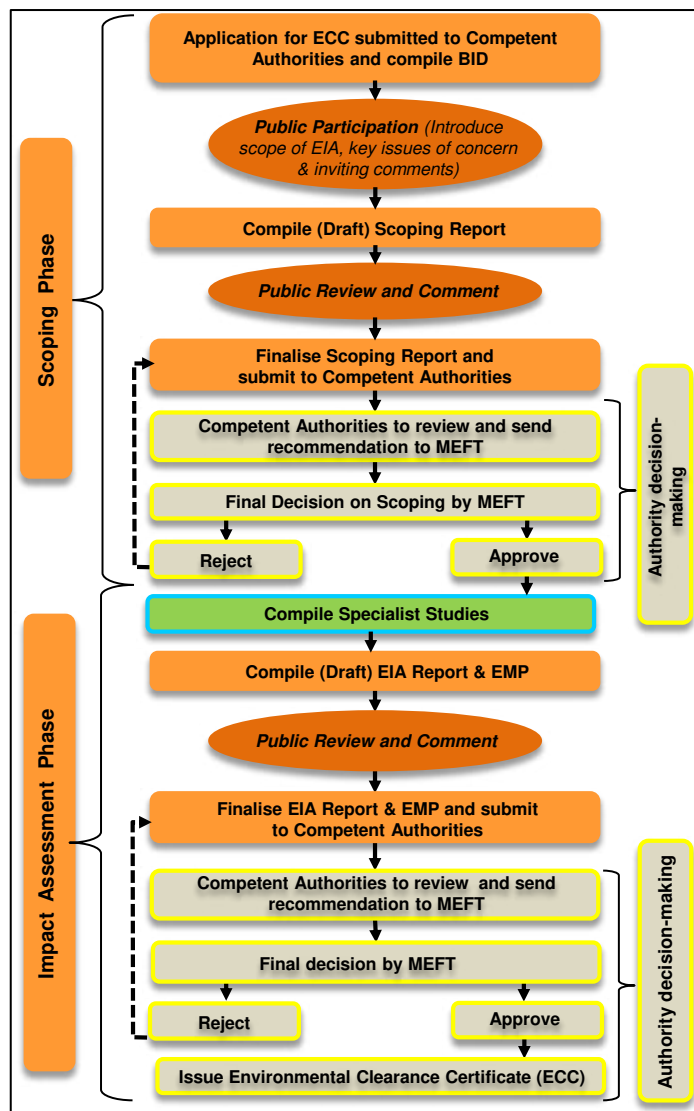 Application for ECC submitted to Competent
Authorities and compile BID
Public Participation (Introduce
scope of EIA, key issues of concern
& inviting comments)
Compile (Draft) Scoping Report
Public Review and Comment
Finalise Scoping Report and
submit to Competent Authorities
Competent Authorities to review and send
recommendation to MEFT
Final Decision on Scoping by MEFT
Reject
Approve
Scoping Phase
Authority decision-
making
Compile Specialist Studies
Compile (Draft) EIA Report & EMP
Public Review and Comment
Finalise EIA Report & EMP and submit
to Competent Authorities
Competent Authorities to review and send
recommendation to MEFT
Final decision by MEFT
Reject
Approve
Issue Environmental Clearance Certificate (ECC)
Impact Assessment Phase
Authority decision-making